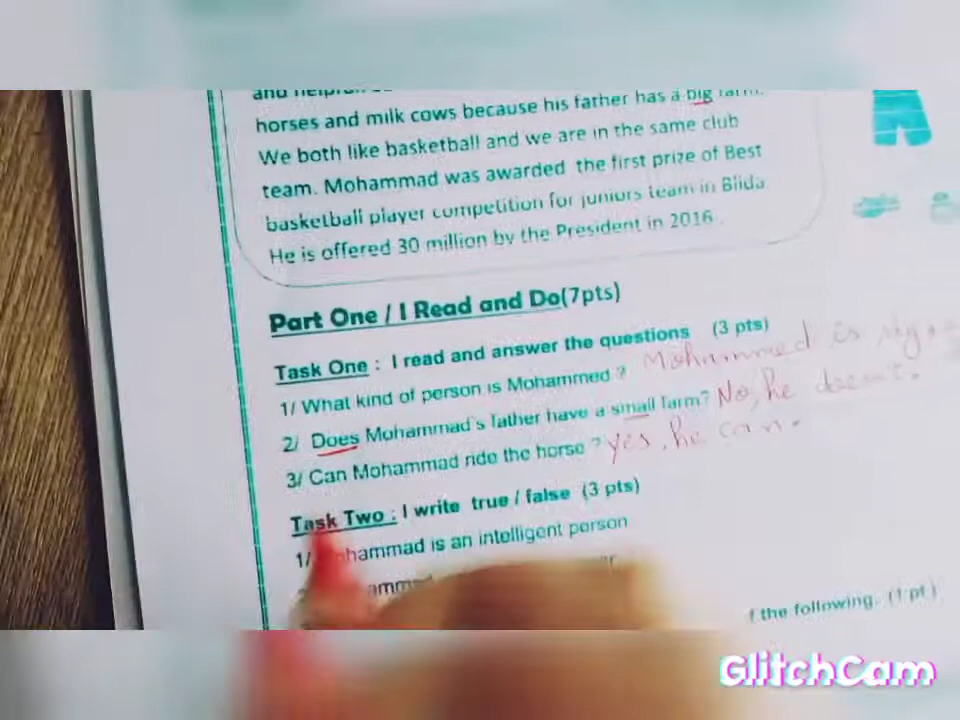 and
horses and milk cows because his father has a big farm.
We both like basketball and we are in the same club
team. Mohammad was awarded the first prize of Best
basketball player competition for juniors team in Blida
He is offered 30 million by the President in 2016.
Part One / I Read and Do(7pts)
Task One : I read and answer the questions (3 pts)
1/ What kind of person is Mohammed ? Mohammed is
2/ Does Mohammad's father have a small farm? No, he doesn't.
3/ Can Mohammad ride the horse ? yes, he can.
Task Two : I write true / false (3 pts)
1/ Mohammad is an intelligent person
f the following. (1 pt)
GlitchCam